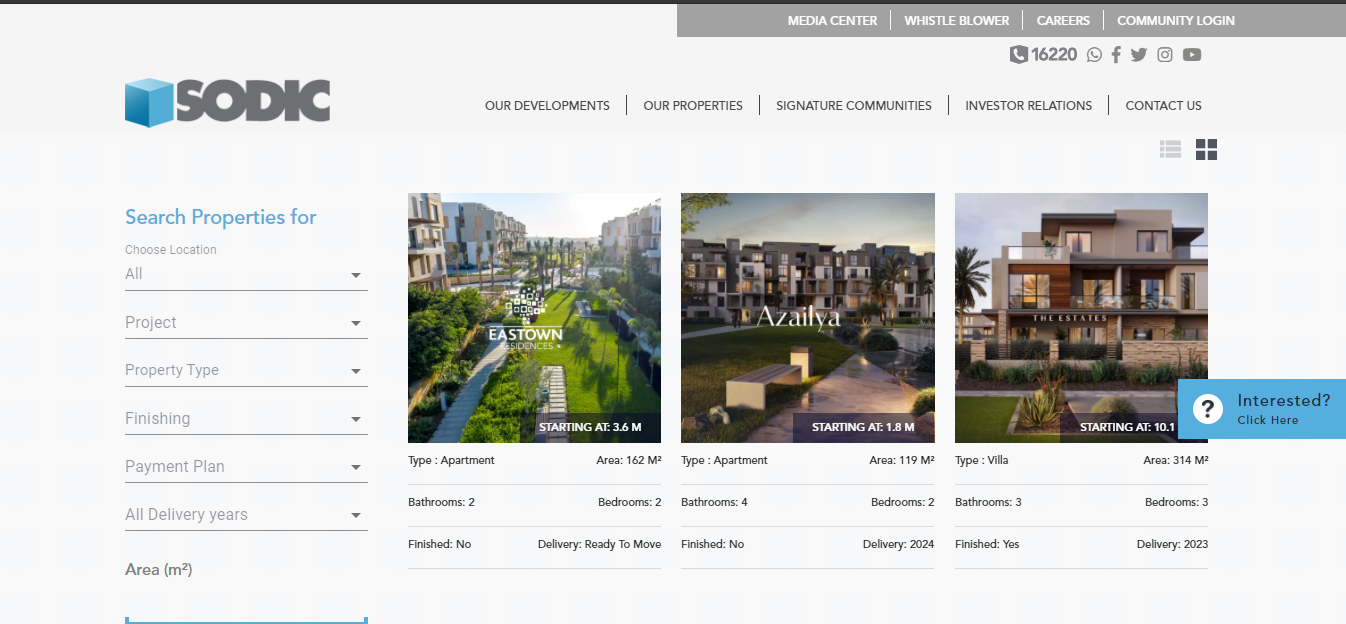 MEDIA CENTER
WHISTLE BLOWER
CAREERS
COMMUNITY LOGIN
16220
SODIC
OUR DEVELOPMENTS
OUR PROPERTIES
SIGNATURE COMMUNITIES
INVESTOR RELATIONS
CONTACT US
Search Properties for
Choose Location
All
Project
Property Type
Finishing
Payment Plan
All Delivery years
Area (m²)
EASTOWN
RESIDENCES
STARTING AT: 3.6 M
Type : Apartment
Area: 162 M²
Bathrooms: 2
Bedrooms: 2
Finished: No
Delivery: Ready To Move
Azailya
STARTING AT: 1.8 M
Type : Apartment
Area: 119 M²
Bathrooms: 4
Bedrooms: 2
Finished: No
Delivery: 2024
THE ESTATES
STARTING AT: 10.1
Type : Villa
Area: 314 M²
Bathrooms: 3
Bedrooms: 3
Finished: Yes
Delivery: 2023
?
Interested?
Click Here